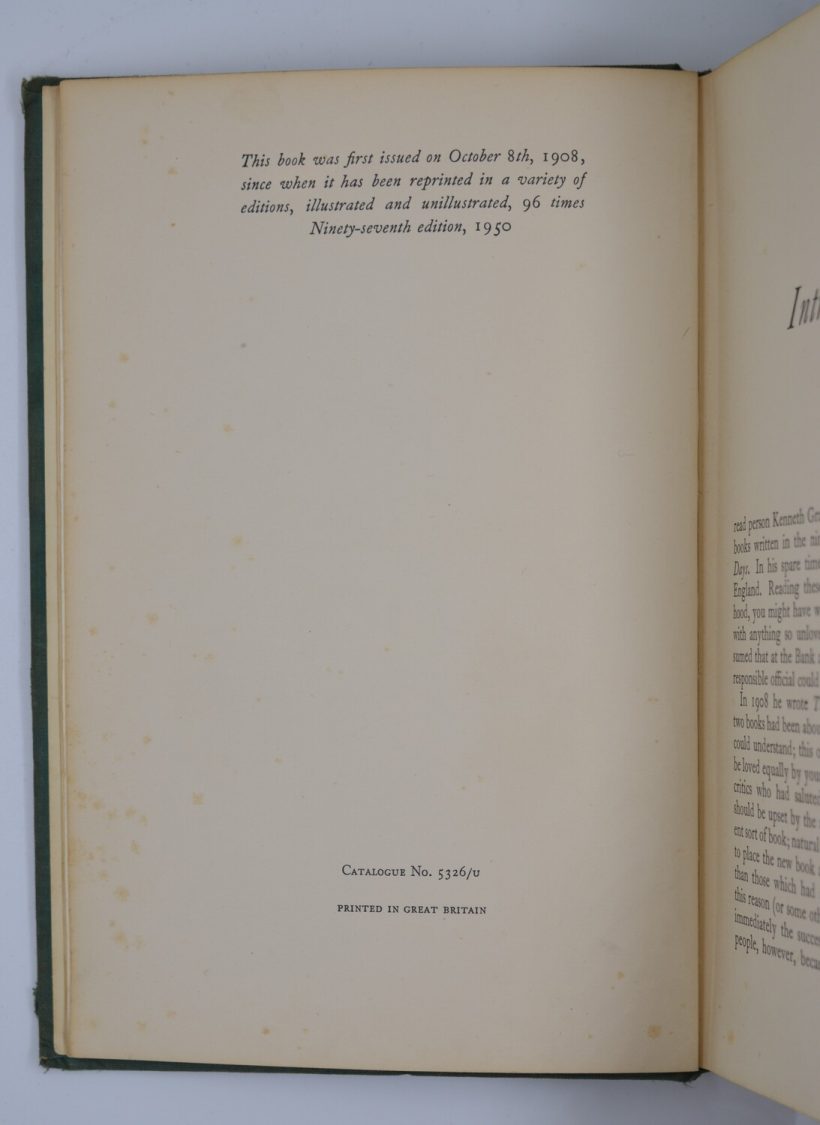 This book was first issued on October 8th, 1908,
since when it has been reprinted in a variety of
editions, illustrated and unillustrated, 96 times
Ninety-seventh edition, 1950
Catalogue No. 5326/U
PRINTED IN GREAT BRITAIN
read person Kenneth
books written in the
Days. In his spare time
England. Reading these
hood, you might have
with anything so
sumed that at the Bank
responsible official could
In 1908 he wrote
two books had been
could understand; this
be loved equally by
critics who had saluted
should be upset by the
ent sort of book; natural
to place the new book
than those which had
this reason (or some
immediately the
people, however,